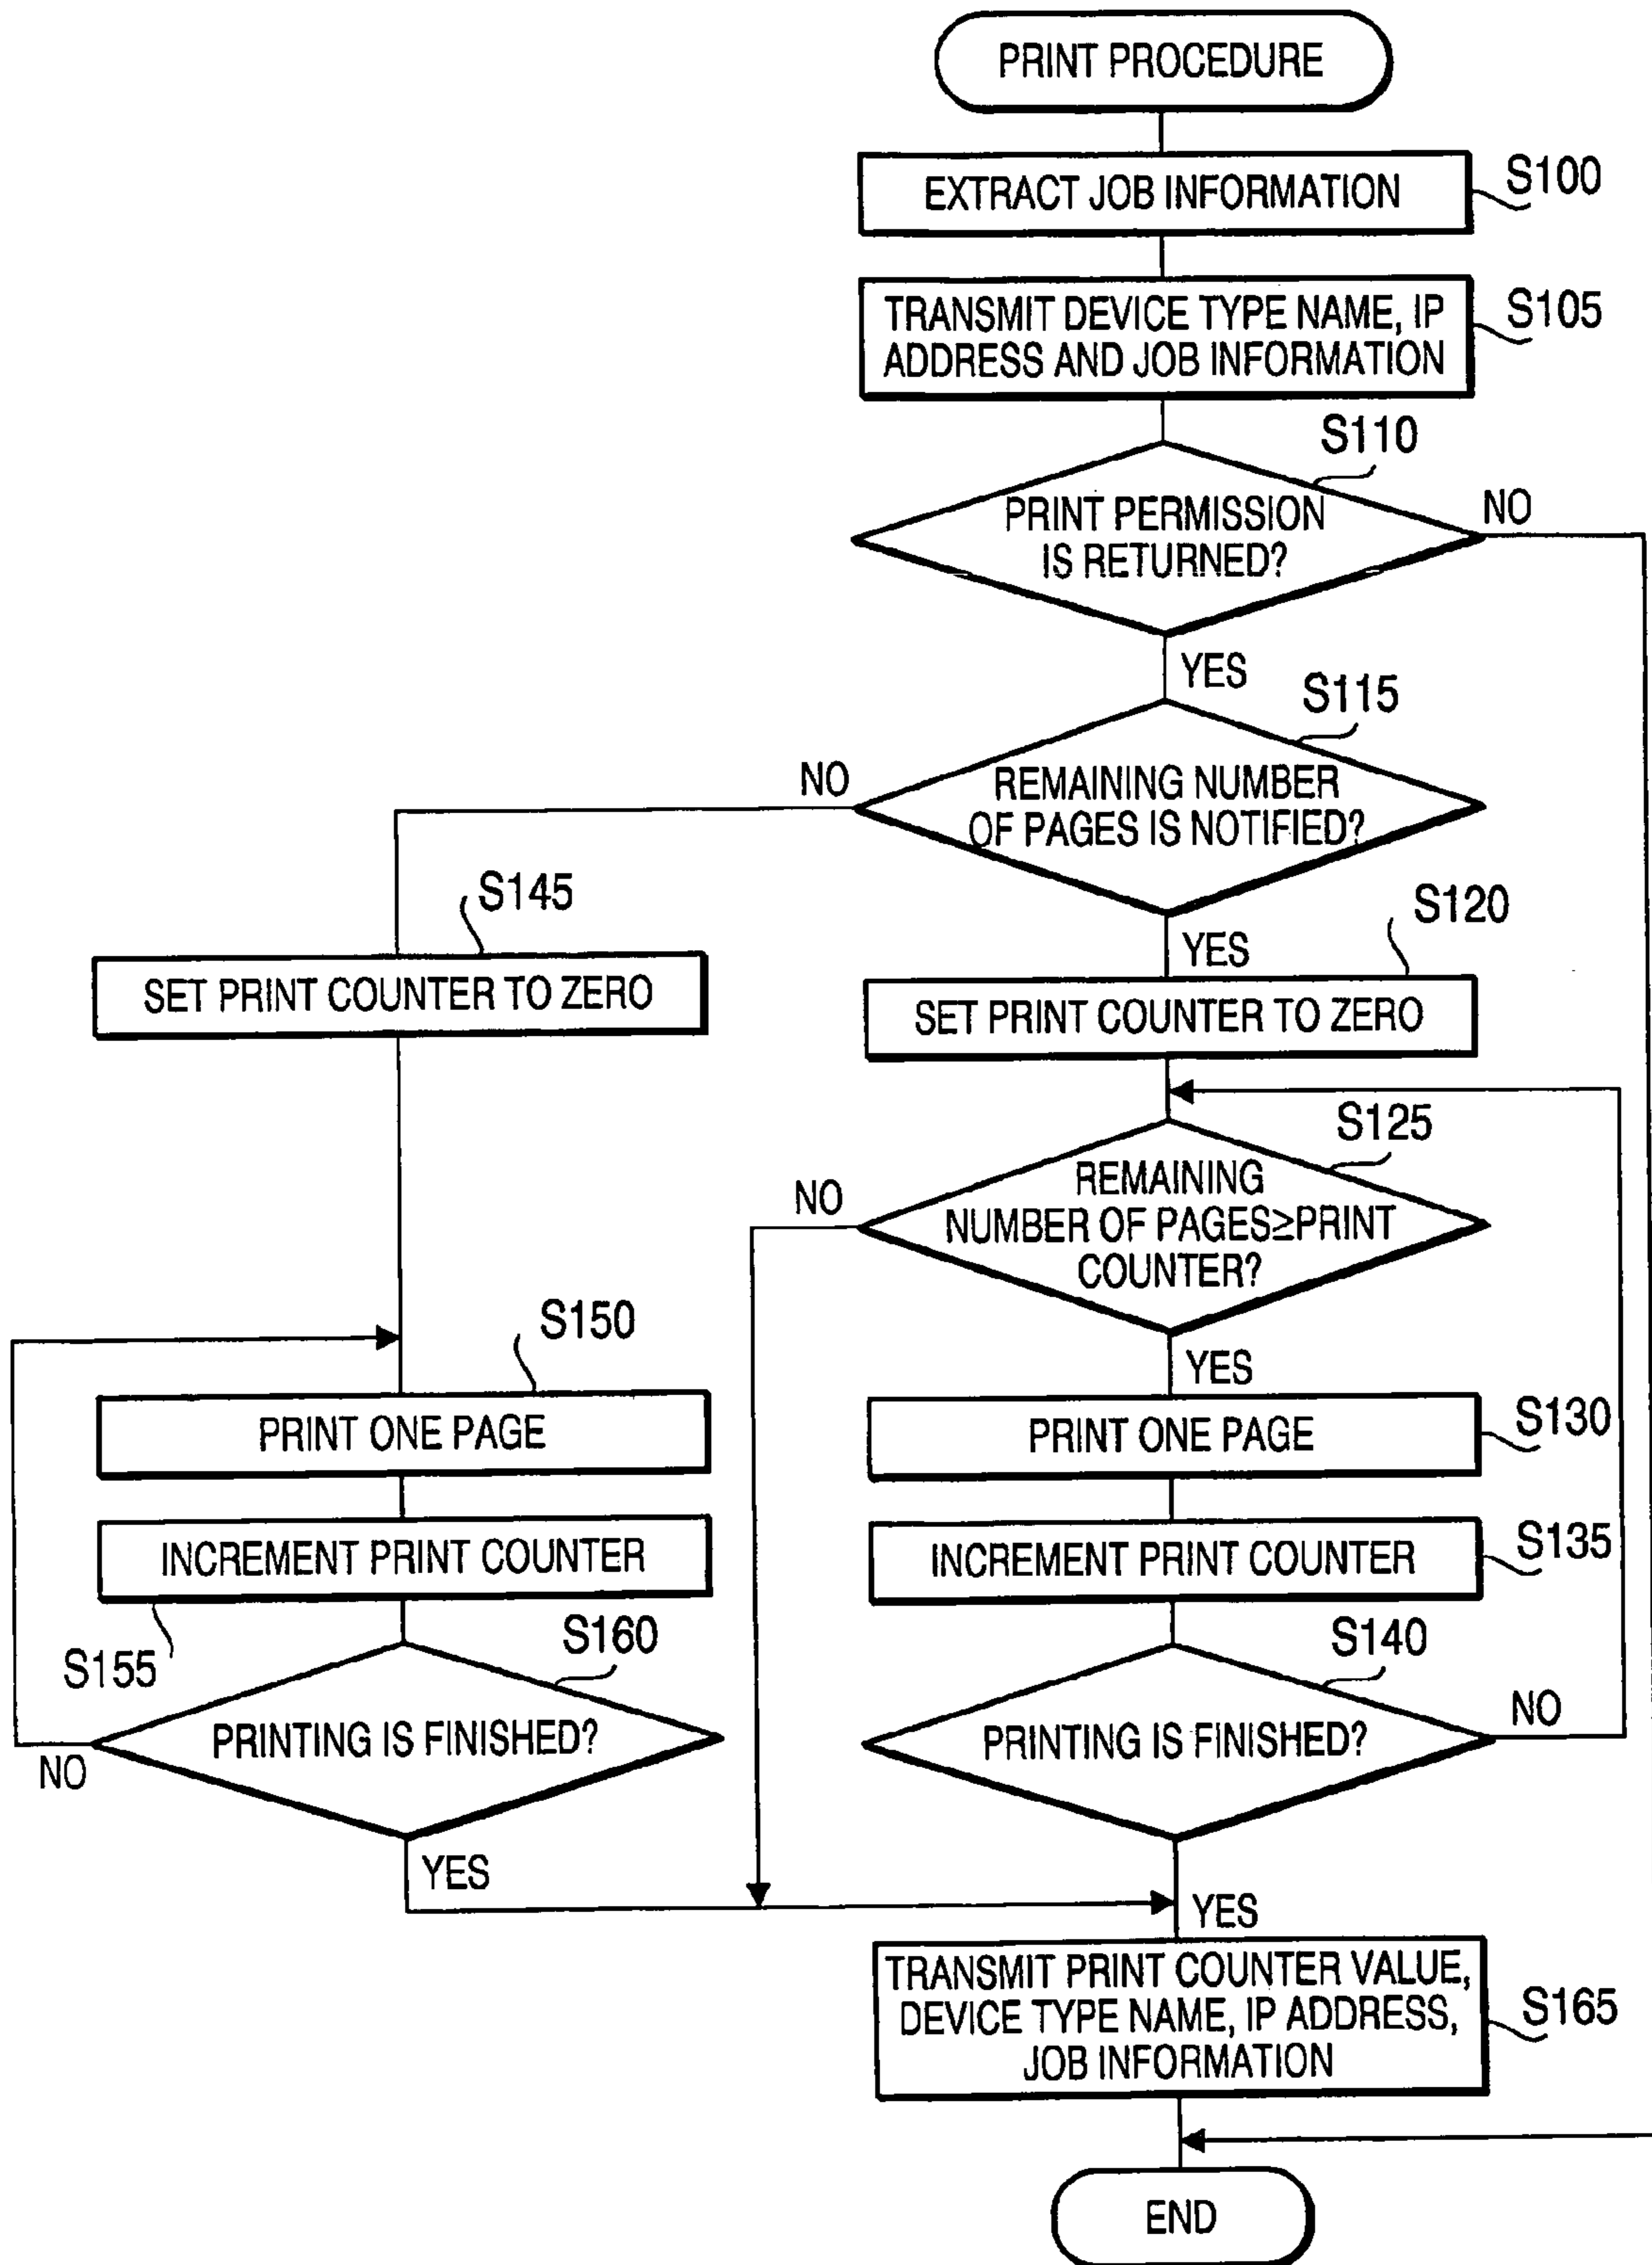 PRINT PROCEDURE
EXTRACT JOB INFORMATION
S100
TRANSMIT DEVICE TYPE NAME, IP
ADDRESS AND JOB INFORMATION
S105
S110
PRINT PERMISSION
IS RETURNED?
NO
YES
S115
REMAINING NUMBER
OF PAGES IS NOTIFIED?
NO
YES
S145
SET PRINT COUNTER TO ZERO
S120
SET PRINT COUNTER TO ZERO
S125
REMAINING
NUMBER OF PAGES≥PRINT
COUNTER?
NO
YES
S150
PRINT ONE PAGE
PRINT ONE PAGE
S130
INCREMENT PRINT COUNTER
S155
INCREMENT PRINT COUNTER
S135
S160
PRINTING IS FINISHED?
NO
YES
S140
PRINTING IS FINISHED?
NO
YES
TRANSMIT PRINT COUNTER VALUE,
DEVICE TYPE NAME, IP ADDRESS,
JOB INFORMATION
S165
END